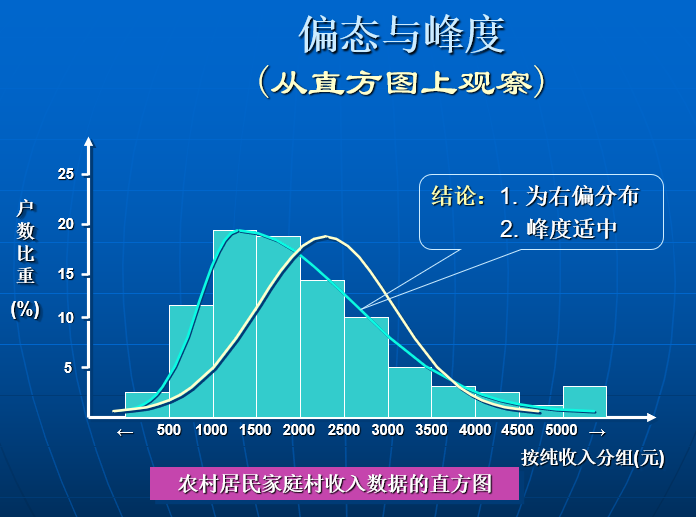 偏态与峰度
（从直方图上观察）
结论：1. 为右偏分布
2. 峰度适中
户数比重
(%)
25
20
15
10
5
← 500 1000 1500 2000 2500 3000 3500 4000 4500 5000 →
按纯收入分组(元)
农村居民家庭村收入数据的直方图